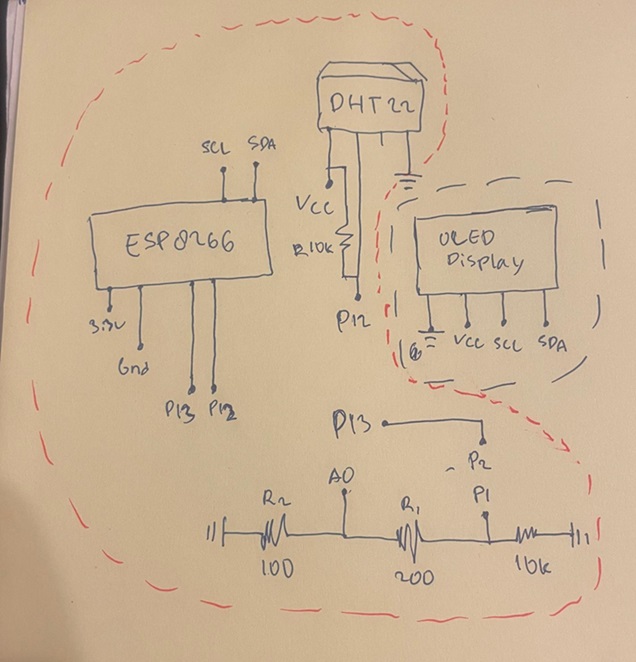 DHT22
SCL SDA
VCC
R10k
ESP8266
OLED
Display
3.3V
P12
G VCC SCL SDA
Gnd
P13 P12
P13
P2
A0
P1
R2
R1
100
200
10k